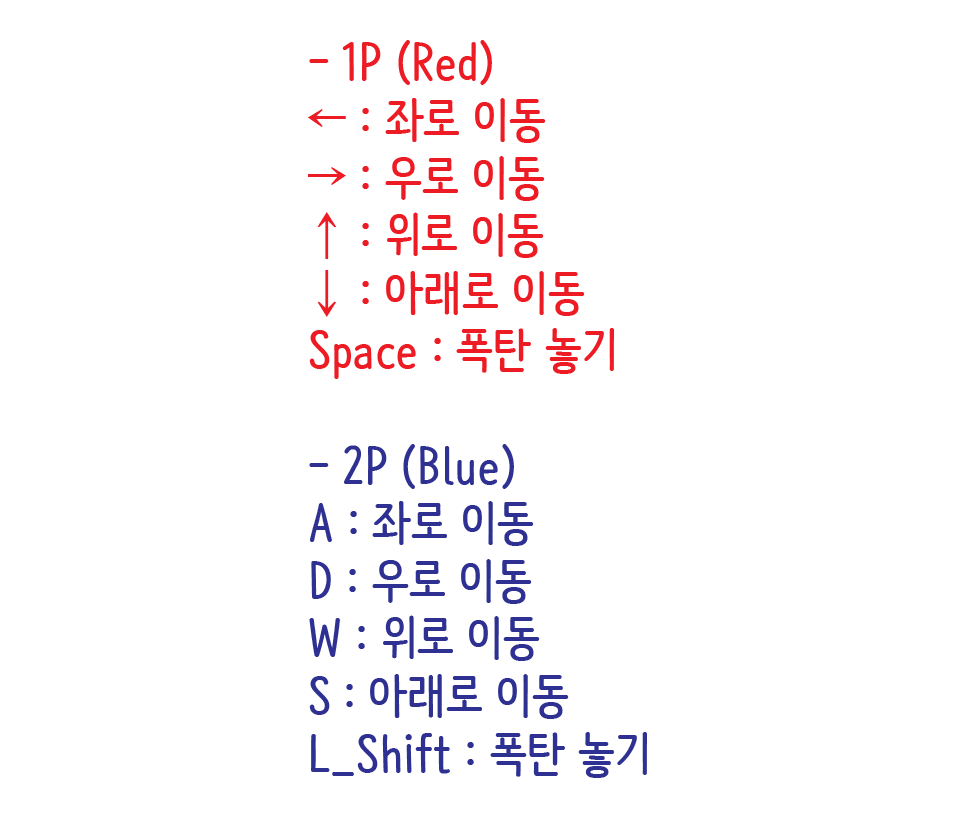 - 1P (Red)
← : 좌로 이동
→ : 우로 이동
↑ : 위로 이동
↓ : 아래로 이동
Space : 폭탄 놓기
- 2P (Blue)
A : 좌로 이동
D : 우로 이동
W : 위로 이동
S : 아래로 이동
L_Shift : 폭탄 놓기